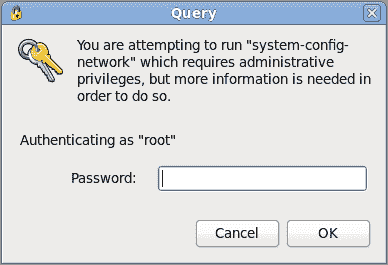 Query
You are attempting to run "system-config-
network" which requires administrative
privileges, but more information is needed in
order to do so.
Authenticating as "root"
Password:
Cancel
OK